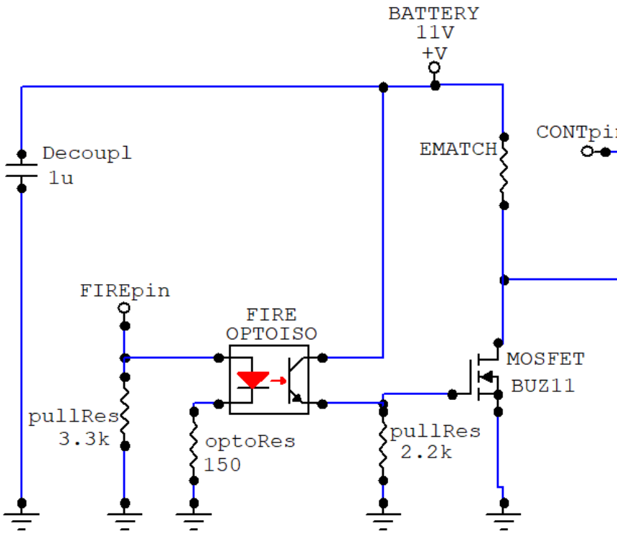 BATTERY
11V
+V
Decoupl
1u
EMATCH
CONTpi
FIREpin
FIRE
OPTOISO
MOSFET
BUZ11
pullRes
3.3k
optoRes
150
pullRes
2.2k